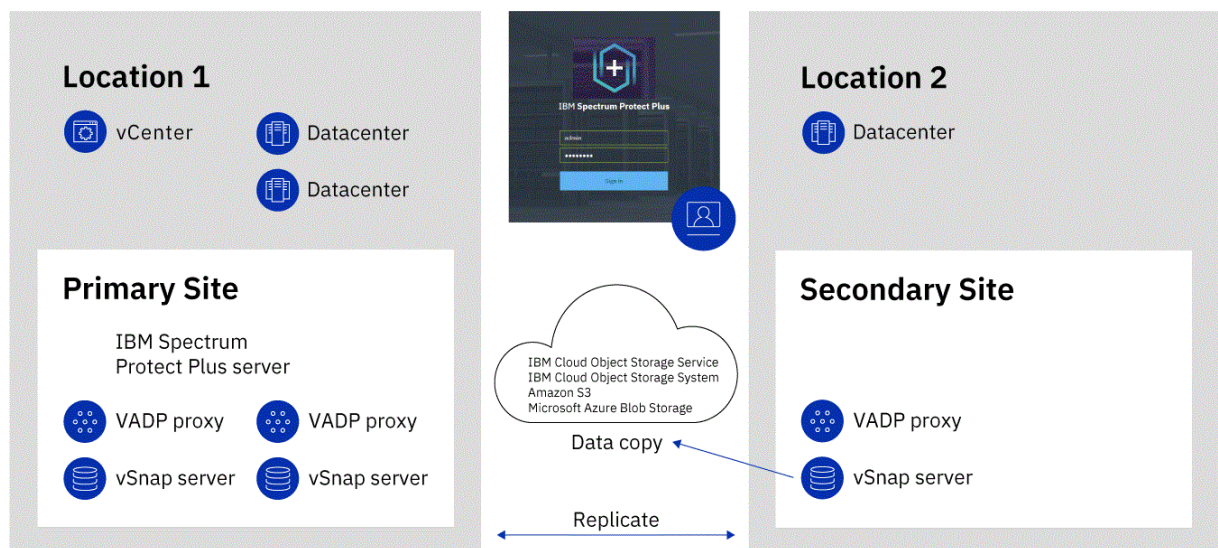 Location 1
vCenter
Datacenter
Datacenter
Primary Site
IBM Spectrum
Protect Plus server
VADP proxy
VADP proxy
vSnap server
vSnap server
IBM Spectrum Protect Plus
admin
Sign In
IBM Cloud Object Storage Service
IBM Cloud Object Storage System
Amazon S3
Microsoft Azure Blob Storage
Data copy
Replicate
Location 2
Datacenter
Secondary Site
VADP proxy
vSnap server